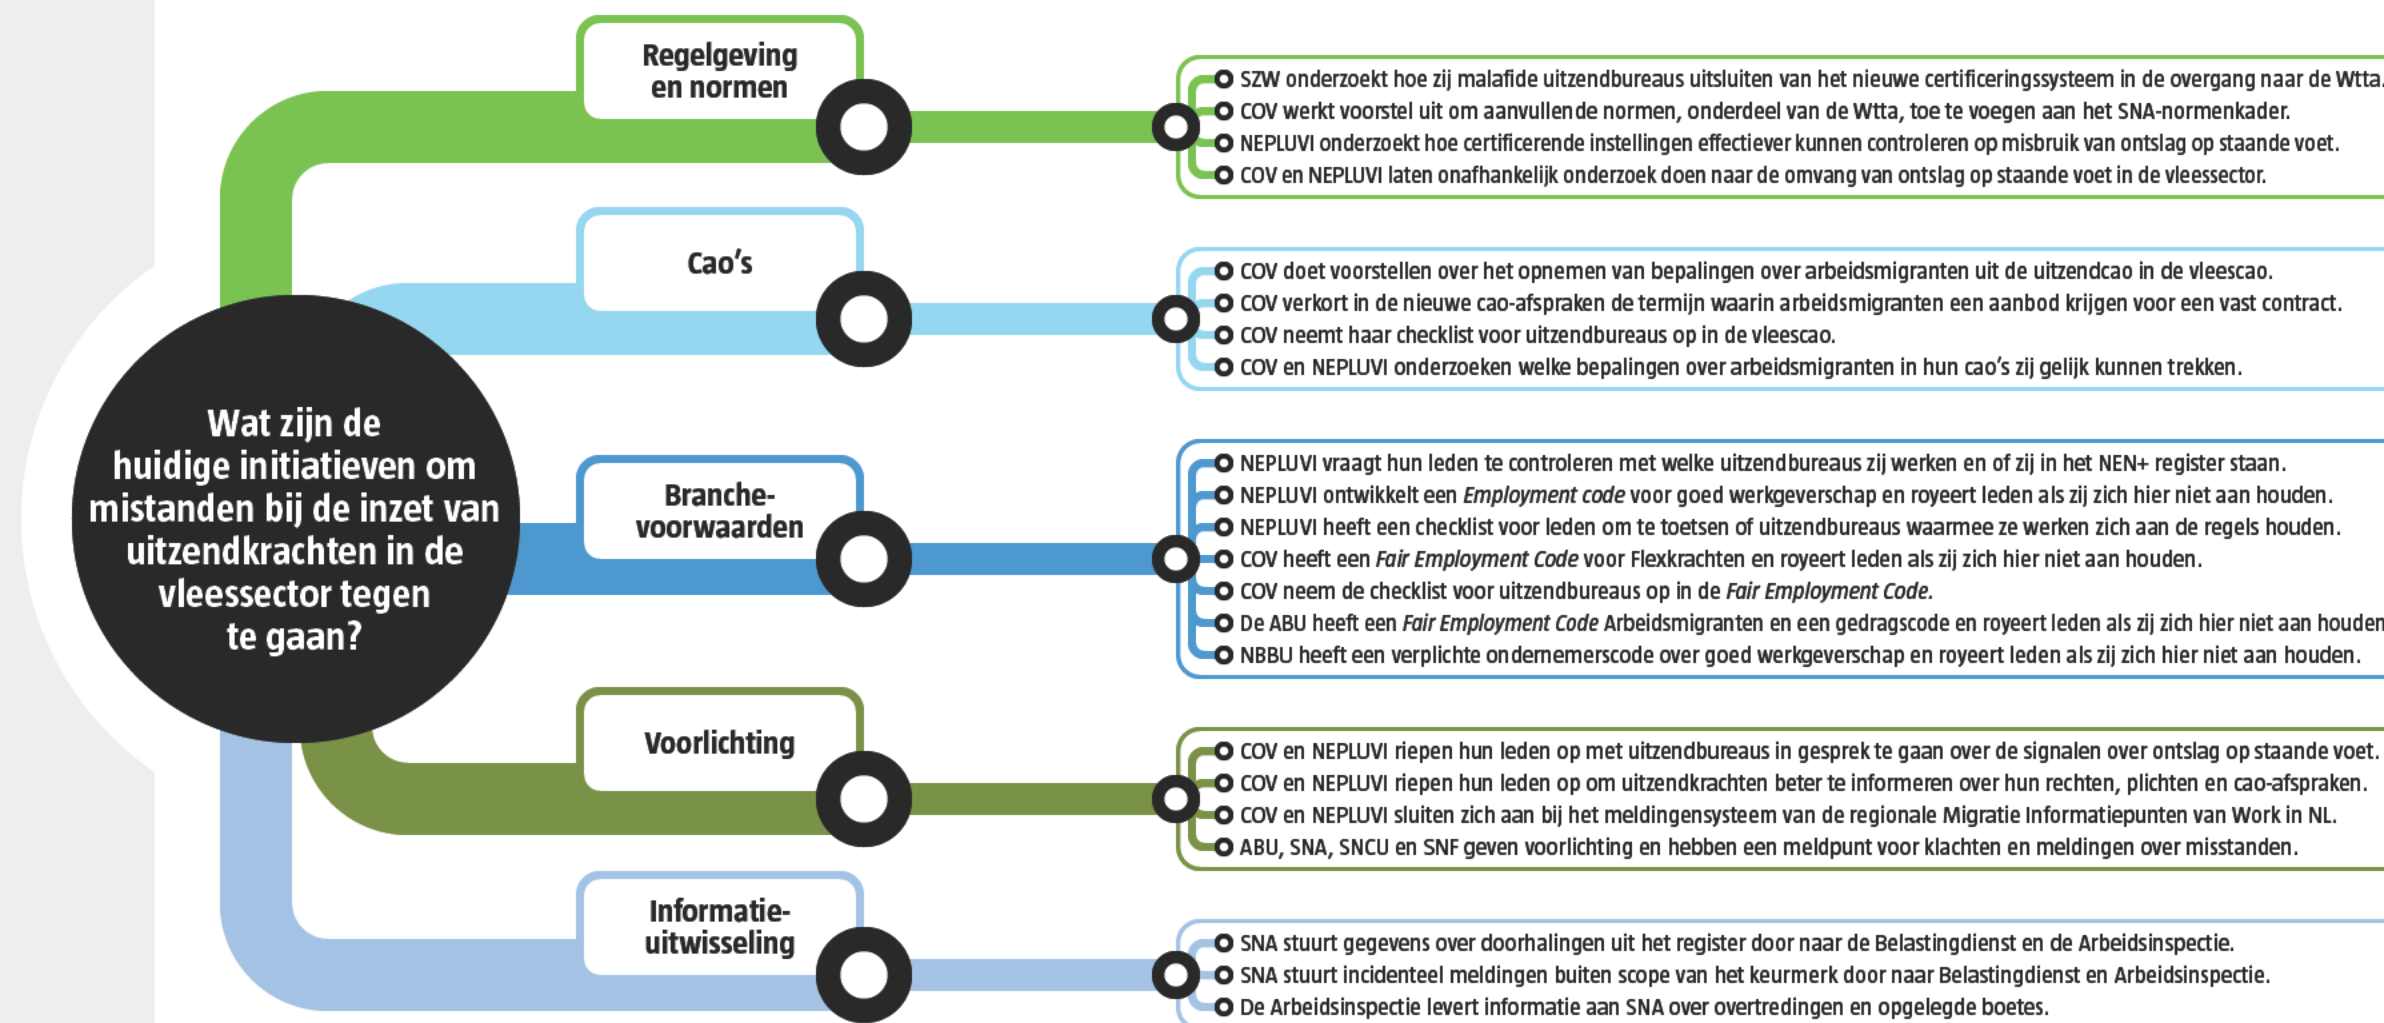 Wat zijn de
huidige initiatieven om
mistanden bij de inzet van
uitzendkrachten in de
vleessector tegen
te gaan?
Regelgeving
en normen
SZW onderzoekt hoe zij malafide uitzendbureaus uitsluiten van het nieuwe certificeringssysteem in de overgang naar de Wtta.
COV werkt voorstel uit om aanvullende normen, onderdeel van de Wtta, toe te voegen aan het SNA-normenkader.
NEPLUVI onderzoekt hoe certificerende instellingen effectiever kunnen controleren op misbruik van ontslag op staande voet.
COV en NEPLUVI laten onafhankelijk onderzoek doen naar de omvang van ontslag op staande voet in de vleessector.
Cao's
COV doet voorstellen over het opnemen van bepalingen over arbeidsmigranten uit de uitzendcao in de vleescao.
COV verkort in de nieuwe cao-afspraken de termijn waarin arbeidsmigranten een aanbod krijgen voor een vast contract.
COV neemt haar checklist voor uitzendbureaus op in de vleescao.
COV en NEPLUVI onderzoeken welke bepalingen over arbeidsmigranten in hun cao's zij gelijk kunnen trekken.
Branche-
voorwaarden
NEPLUVI vraagt hun leden te controleren met welke uitzendbureaus zij werken en of zij in het NEN+ register staan.
NEPLUVI ontwikkelt een Employment code voor goed werkgeverschap en royeert leden als zij zich hier niet aan houden.
NEPLUVI heeft een checklist voor leden om te toetsen of uitzendbureaus waarmee ze werken zich aan de regels houden.
COV heeft een Fair Employment Code voor Flexkrachten en royeert leden als zij zich hier niet aan houden.
COV neem de checklist voor uitzendbureaus op in de Fair Employment Code.
De ABU heeft een Fair Employment Code Arbeidsmigranten en een gedragscode en royeert leden als zij zich hier niet aan houden
NBBU heeft een verplichte ondernemerscode over goed werkgeverschap en royeert leden als zij zich hier niet aan houden.
Voorlichting
COV en NEPLUVI riepen hun leden op met uitzendbureaus in gesprek te gaan over de signalen over ontslag op staande voet.
COV en NEPLUVI riepen hun leden op om uitzendkrachten beter te informeren over hun rechten, plichten en cao-afspraken.
COV en NEPLUVI sluiten zich aan bij het meldingensysteem van de regionale Migratie Informatiepunten van Work in NL.
ABU, SNA, SNCU en SNF geven voorlichting en hebben een meldpunt voor klachten en meldingen over misstanden.
Informatie-
uitwisseling
SNA stuurt gegevens over doorhalingen uit het register door naar de Belastingdienst en de Arbeidsinspectie.
SNA stuurt incidenteel meldingen buiten scope van het keurmerk door naar Belastingdienst en Arbeidsinspectie.
De Arbeidsinspectie levert informatie aan SNA over overtredingen en opgelegde boetes.